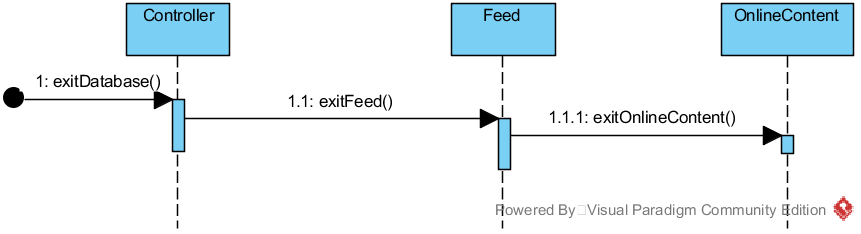 Controller
Feed
OnlineContent
1: exitDatabase()
1.1: exitFeed()
1.1.1: exitOnlineContent()
Powered By Visual Paradigm Community Edition